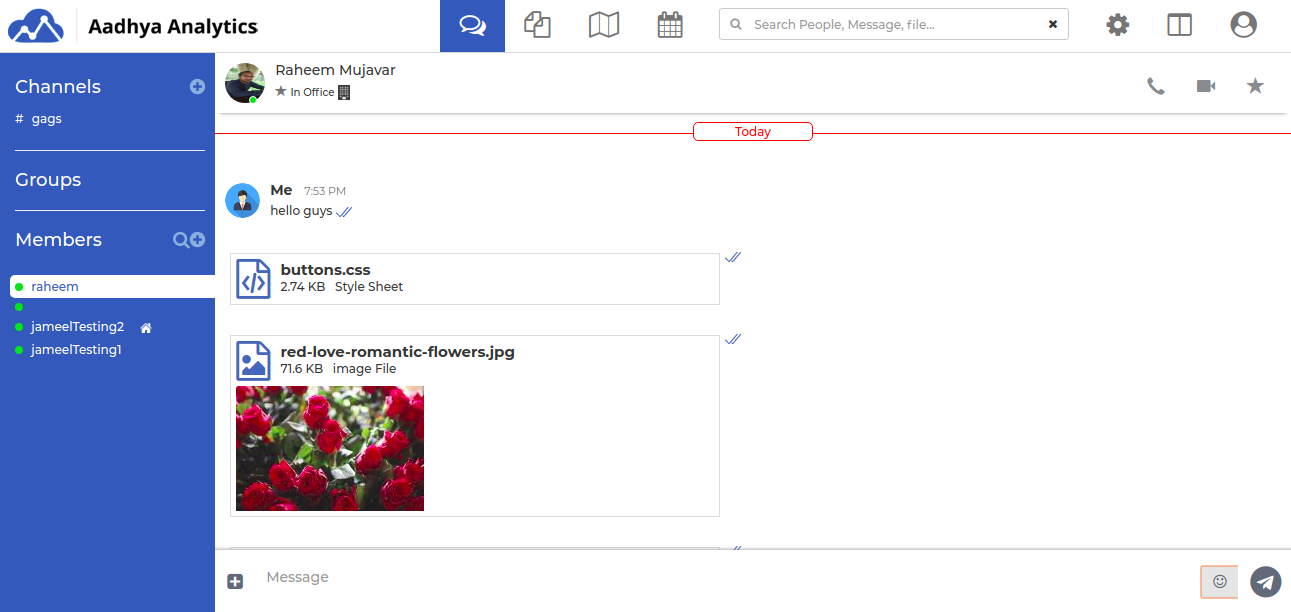 Aadhya Analytics
Search People, Message, file...
Channels
# gags
Groups
Members
raheem
jameelTesting2
jameelTesting1
Raheem Mujavar
In Office
Today
Me 7:53 PM
hello guys
buttons.css
2.74 KB Style Sheet
red-love-romantic-flowers.jpg
71.6 KB image File
Message